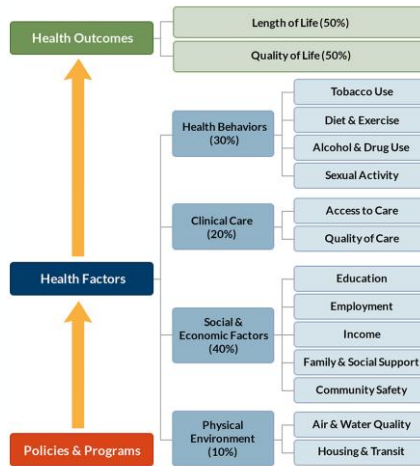 Health Outcomes
Length of Life (50%)
Quality of Life (50%)
Health Factors
Health Behaviors
(30%)
Tobacco Use
Diet & Exercise
Alcohol & Drug Use
Sexual Activity
Clinical Care
(20%)
Access to Care
Quality of Care
Social &
Economic Factors
(40%)
Education
Employment
Income
Family & Social Support
Community Safety
Physical
Environment
(10%)
Air & Water Quality
Housing & Transit
Policies & Programs